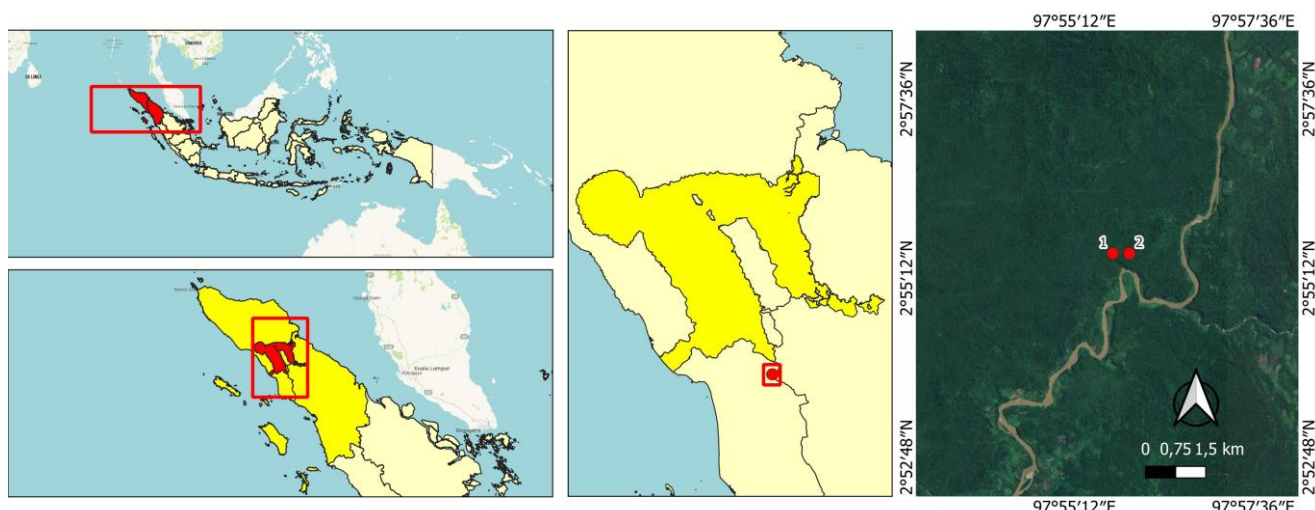 97°55′12″E 97°57′36″E
2°57′36″N 2°57′36″N
1 2
2°55′12″N 2°55′12″N
Kuala Lumpur
Singapore
0 0,75 1,5 km
2°52′48″N 2°52′48″N
97°55′12″E 97°57′36″E